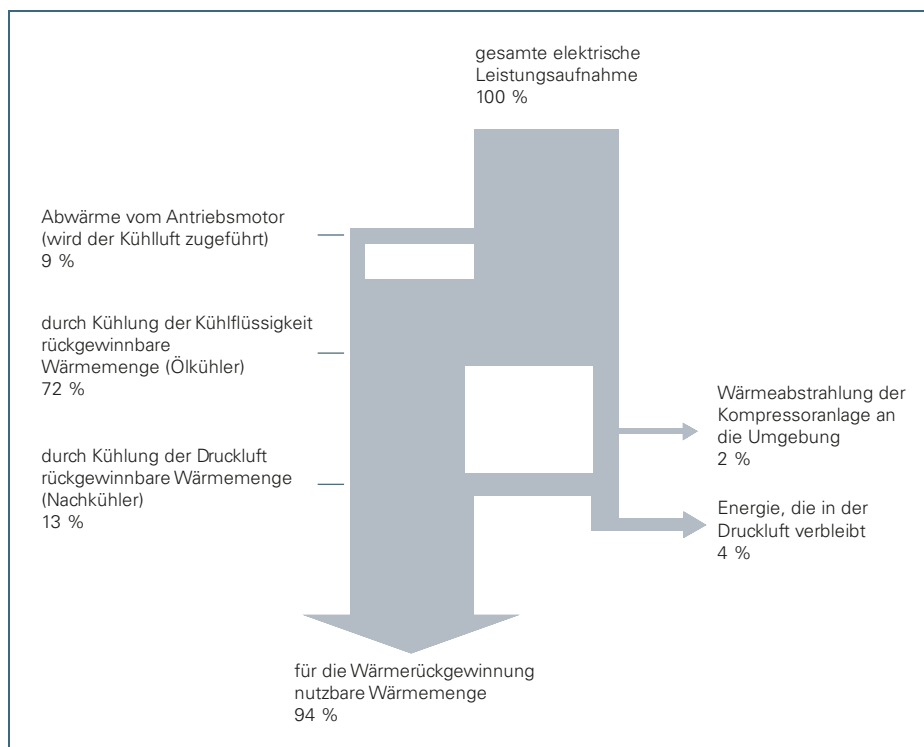 gesamte elektrische
Leistungsaufnahme
100 %
Abwärme vom Antriebsmotor
(wird der Kühlluft zugeführt)
9 %
durch Kühlung der Kühlflüssigkeit
rückgewinnbare
Wärmemenge (Ölkühler)
72 %
durch Kühlung der Druckluft
rückgewinnbare Wärmemenge
(Nachkühler)
13 %
Wärmeabstrahlung der
Kompressoranlage an
die Umgebung
2 %
Energie, die in der
Druckluft verbleibt
4 %
für die Wärmerückgewinnung
nutzbare Wärmemenge
94 %